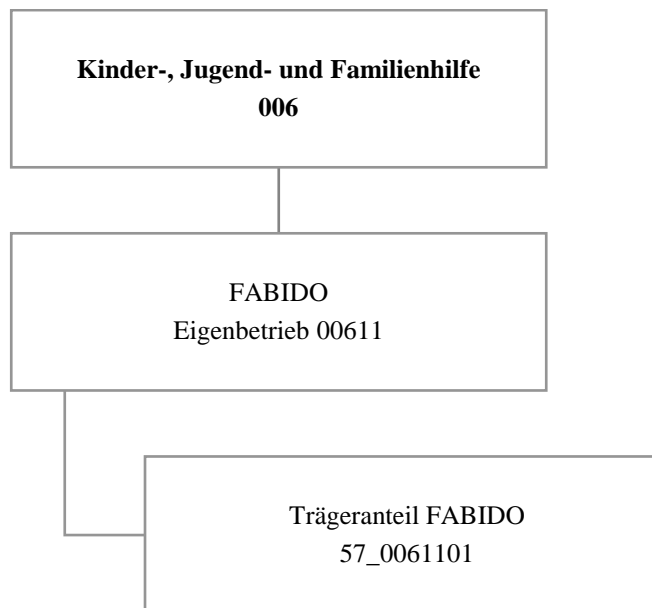 Kinder-, Jugend- und Familienhilfe
006
FABIDO
Eigenbetrieb 00611
Trägeranteil FABIDO
57_0061101